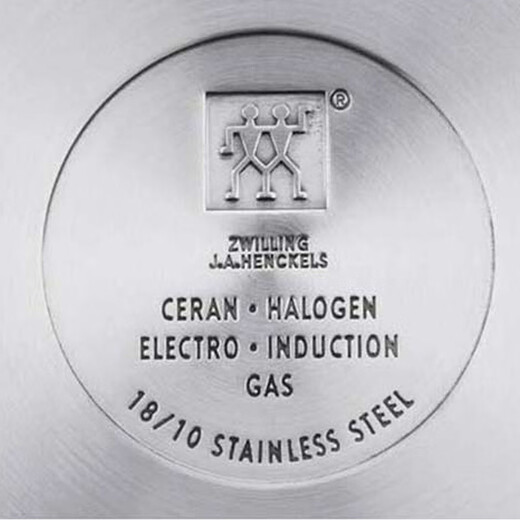 ®
ZWILLING
J.A.HENCKELS
CERAN • HALOGEN
ELECTRO • INDUCTION
GAS
18/10 STAINLESS STEEL